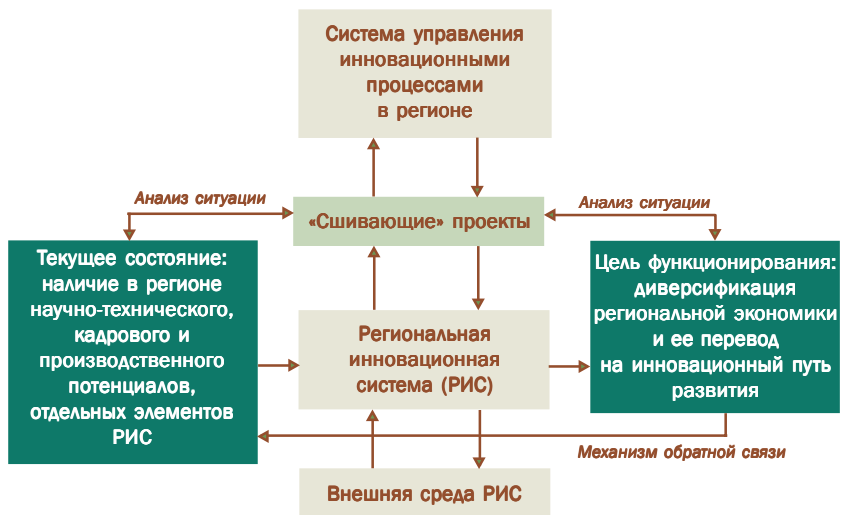 Система управления
инновационными
процессами
в регионе
Анализ ситуации
Анализ ситуации
«Сшивающие» проекты
Текущее состояние:
наличие в регионе
научно-технического,
кадрового и
производственного
потенциалов,
отдельных элементов
РИС
Региональная
инновационная
система (РИС)
Цель функционирования:
диверсификация
региональной экономики
и ее перевод
на инновационный путь
развития
Механизм обратной связи
Внешняя среда РИС